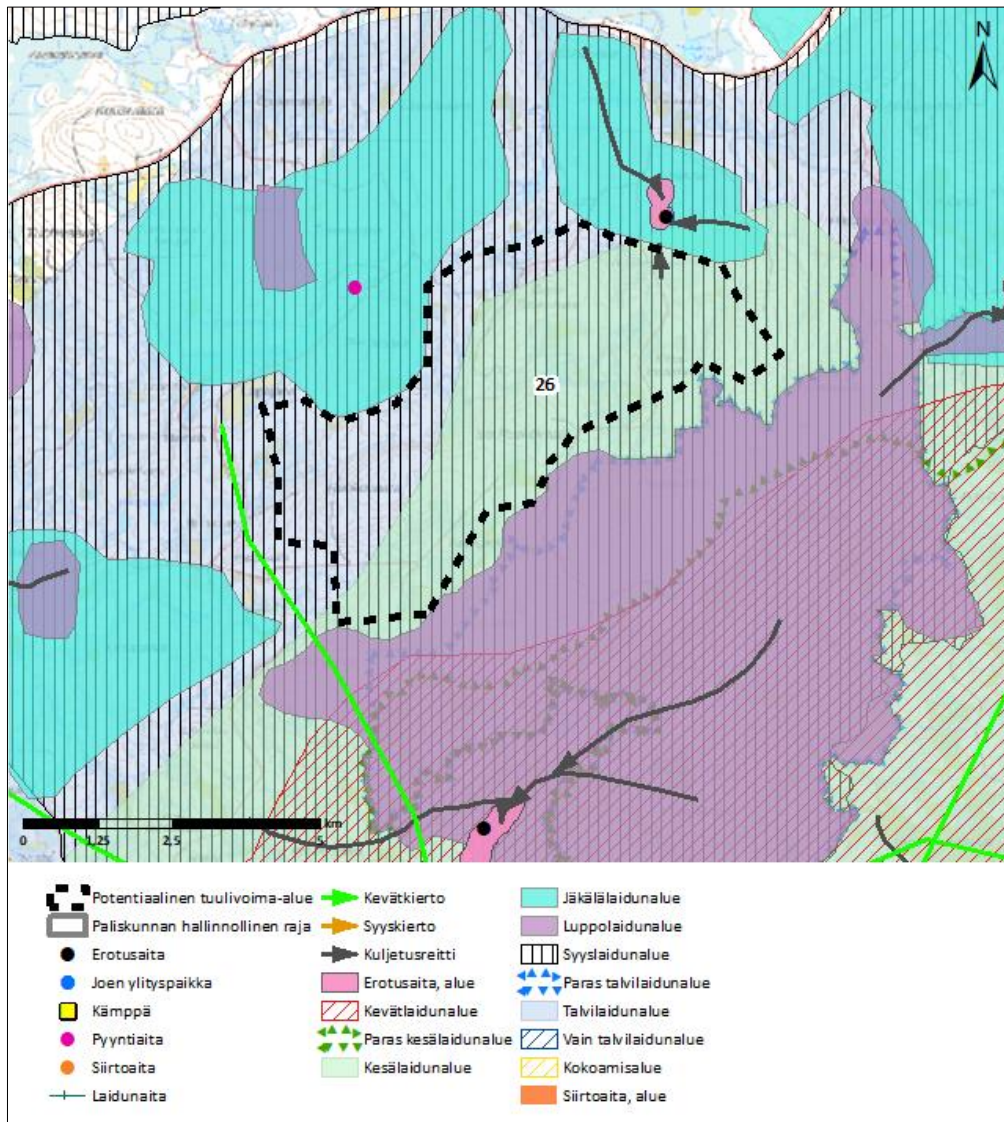 N
26
km
0 1,25 2,5 5
Potentiaalinen tuulivoima-alue
Paliskunnan hallinnollinen raja
Erotusaita
Joen ylityspaikka
Kämppä
Pyyntiaita
Siirtoaita
Laidunaita
Kevätkierto
Syyskierto
Kuljetusreitti
Erotusaita, alue
Kevätlaidunalue
Paras kesälaidunalue
Kesälaidunalue
Jäkälälaidunalue
Luppolaidunalue
Syyslaidunalue
Paras talvilaidunalue
Talvilaidunalue
Vain talvilaidunalue
Kokoamisalue
Siirtoaita, alue